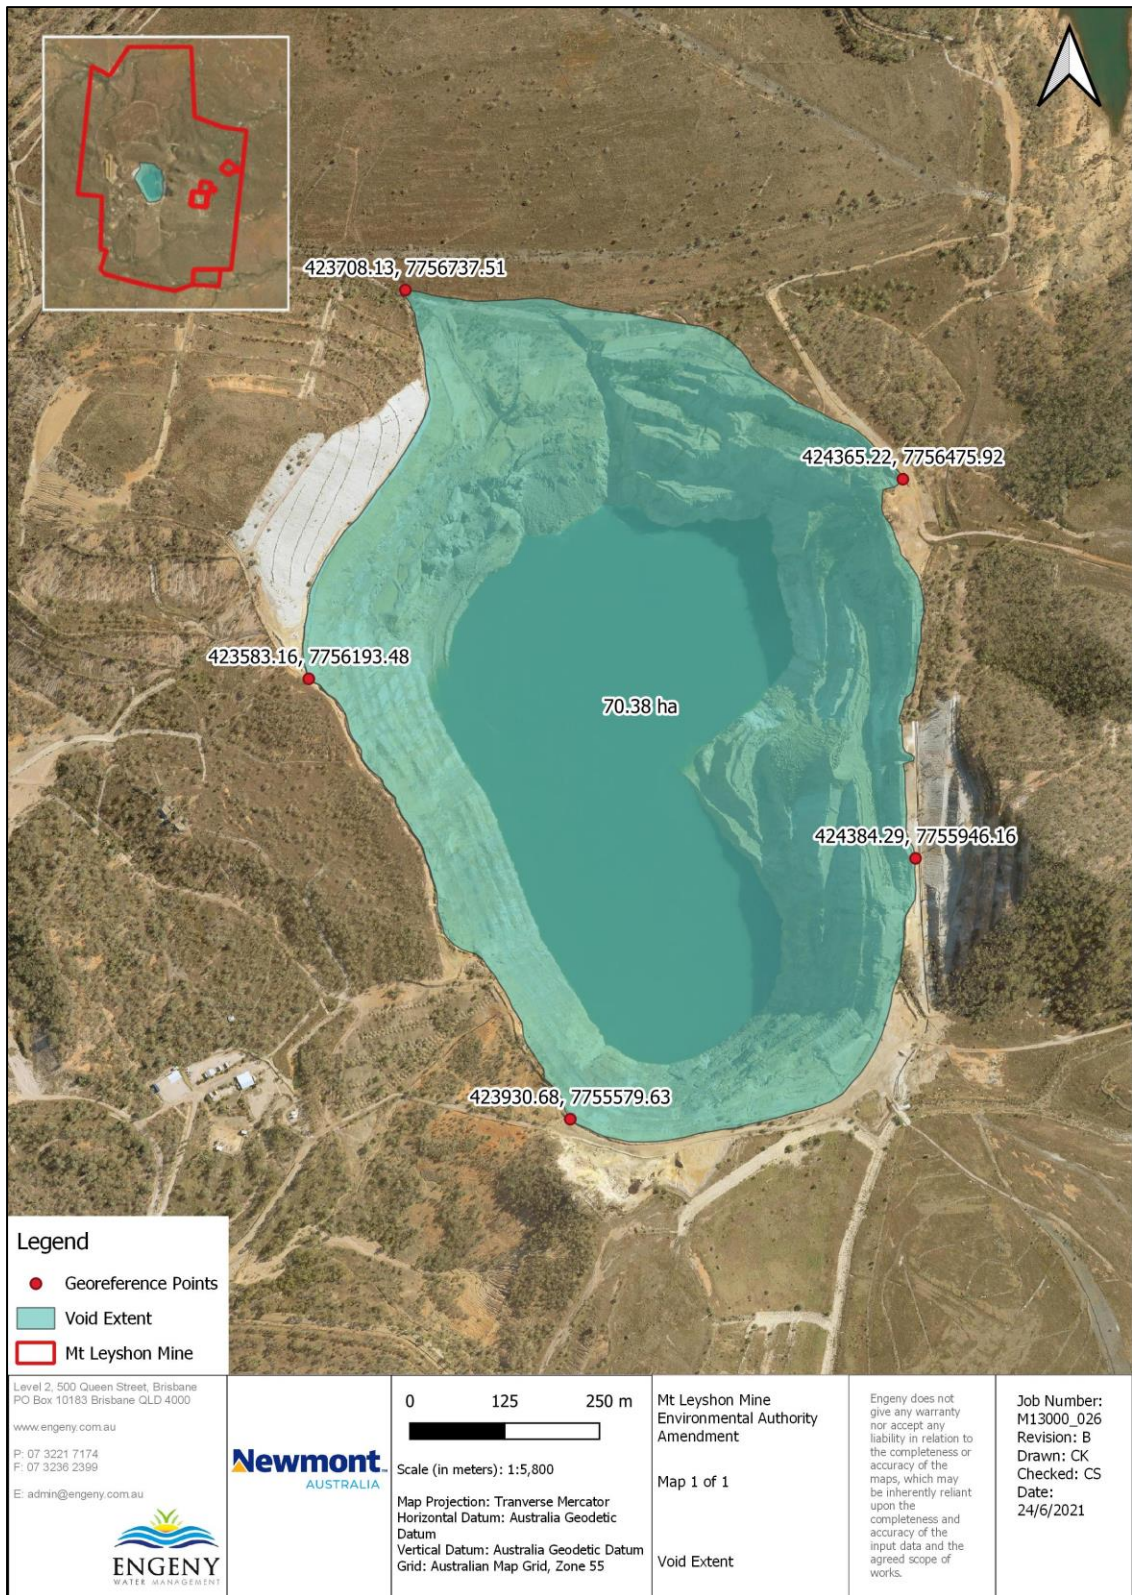 423708.13, 7756737.51
424365.22, 7756475.92
423583.16, 7756193.48
70.38 ha
424384.29, 7755946.16
423930.68, 7755579.63
Legend
Georeference Points
Void Extent
Mt Leyshon Mine
Level 2, 500 Queen Street, Brisbane
PO Box 10183 Brisbane QLD 4000
www.engeny.com.au
P: 07 3221 7174
F: 07 3236 2399
E: admin@engeny.com.au
ENGENY
WATER MANAGEMENT
Newmont™
AUSTRALIA
0 125 250 m
Scale (in meters): 1:5,800
Map Projection: Tranverse Mercator
Horizontal Datum: Australia Geodetic
Datum
Vertical Datum: Australia Geodetic Datum
Grid: Australian Map Grid, Zone 55
Mt Leyshon Mine
Environmental Authority
Amendment
Map 1 of 1
Void Extent
Engeny does not
give any warranty
nor accept any
liability in relation to
the completeness or
accuracy of the
maps, which may
be inherently reliant
upon the
completeness and
accuracy of the
input data and the
agreed scope of
works.
Job Number:
M13000_026
Revision: B
Drawn: CK
Checked: CS
Date:
24/6/2021